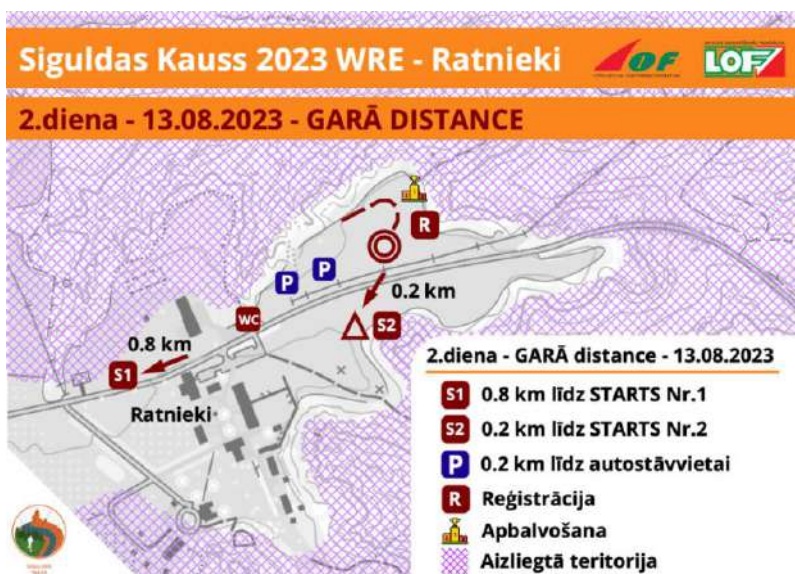 Siguldas Kauss 2023 WRE - Ratnieki
IOF
LOF
2.diena - 13.08.2023 - GARĀ DISTANCE
R
P
P
0.2 km
WC
S2
0.8 km
S1
Ratnieki
2.diena - GARĀ distance - 13.08.2023
S1 0.8 km līdz STARTS Nr.1
S2 0.2 km līdz STARTS Nr.2
P 0.2 km līdz autostāvvietai
R Reģistrācija
Apbalvošana
Aizliegtā teritorija